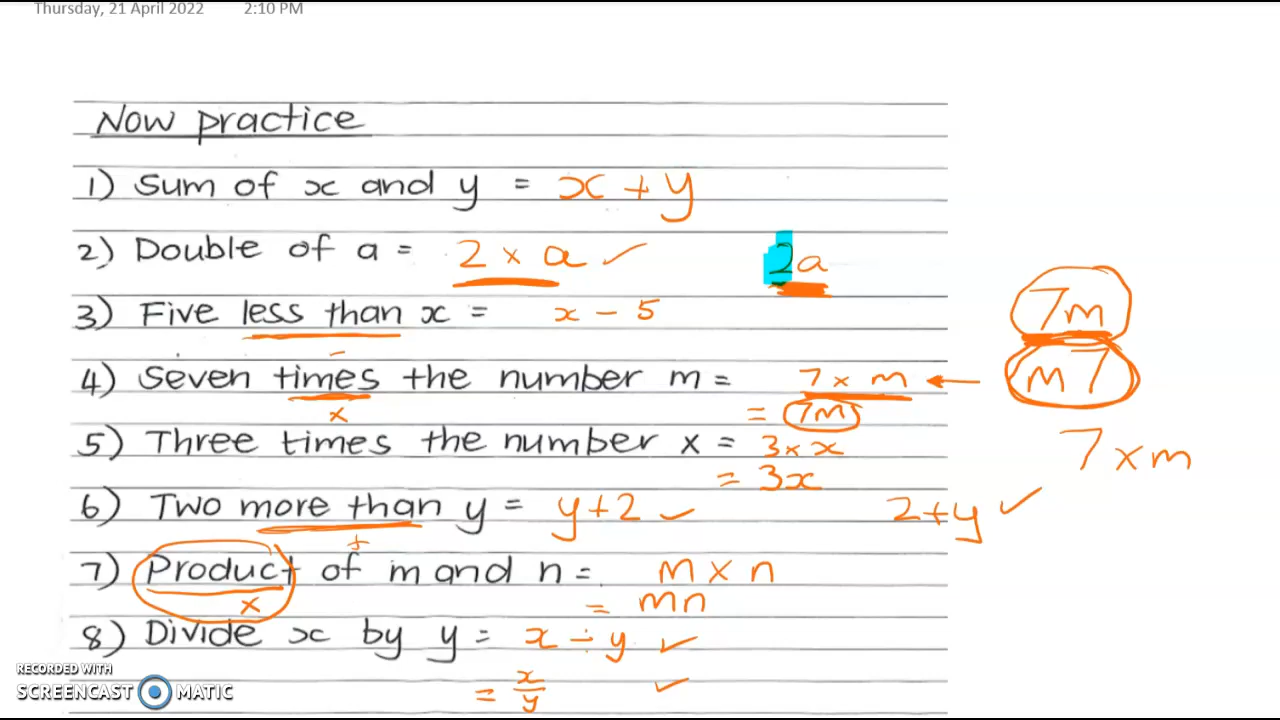 Thursday, 21 April 2022 2:10 PM
Now practice
1) Sum of x and y = x + y
2) Double of a = 2 × a ✓ 2a
3) Five less than x = x - 5
-
7m
4) Seven times the number m = 7 × m ← m7
× = 7m
5) Three times the number x = 3 × x 7 × m
= 3x
6) Two more than y = y + 2 ✓ 2 + y ✓
+
7) Product of m and n = m × n
× = mn
8) Divide x by y = x ÷ y ✓
= x/y ✓
RECORDED WITH
SCREENCAST MATIC